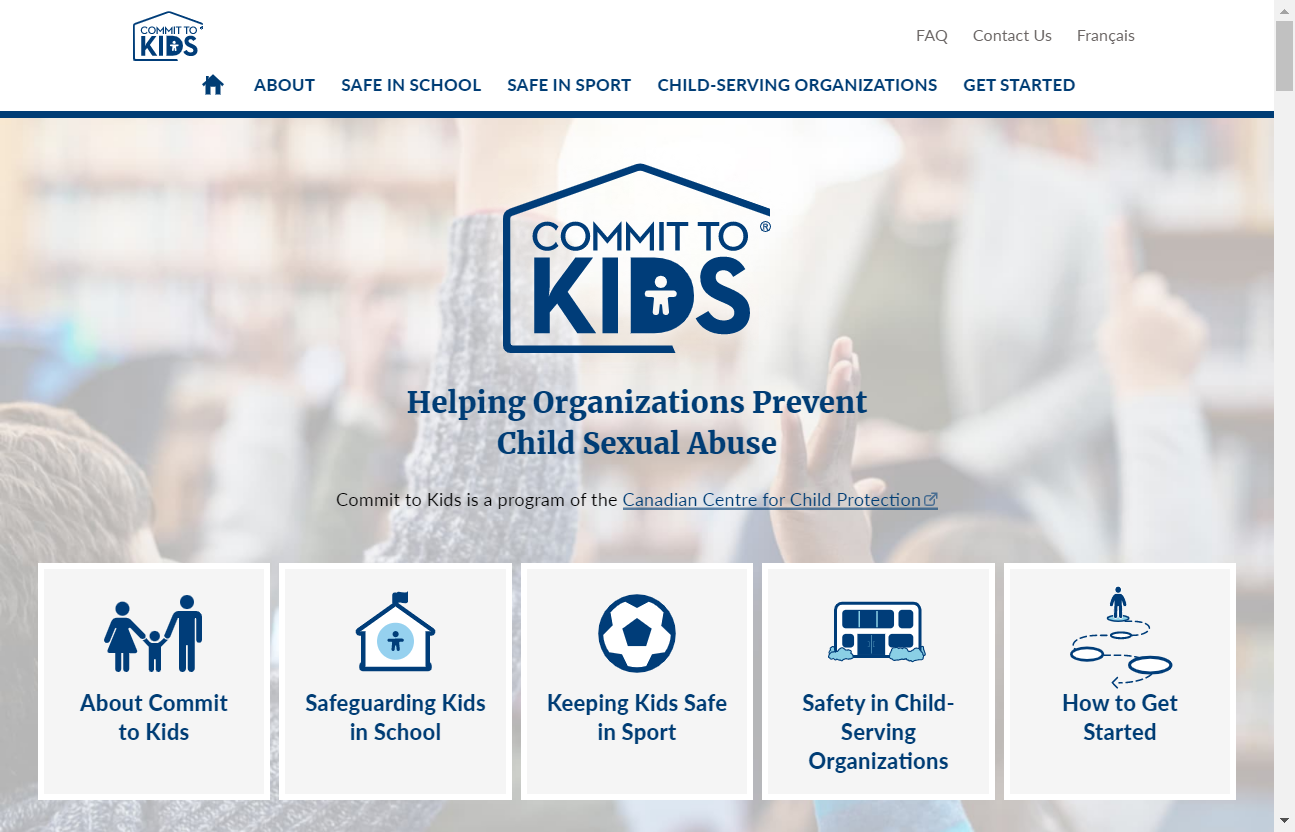 COMMIT TO
KIDS
FAQ Contact Us Français
ABOUT SAFE IN SCHOOL SAFE IN SPORT CHILD-SERVING ORGANIZATIONS GET STARTED
COMMIT TO ®
KIDS
Helping Organizations Prevent
Child Sexual Abuse
Commit to Kids is a program of the Canadian Centre for Child Protection
About Commit
to Kids
Safeguarding Kids
in School
Keeping Kids Safe
in Sport
Safety in Child-
Serving
Organizations
How to Get
Started